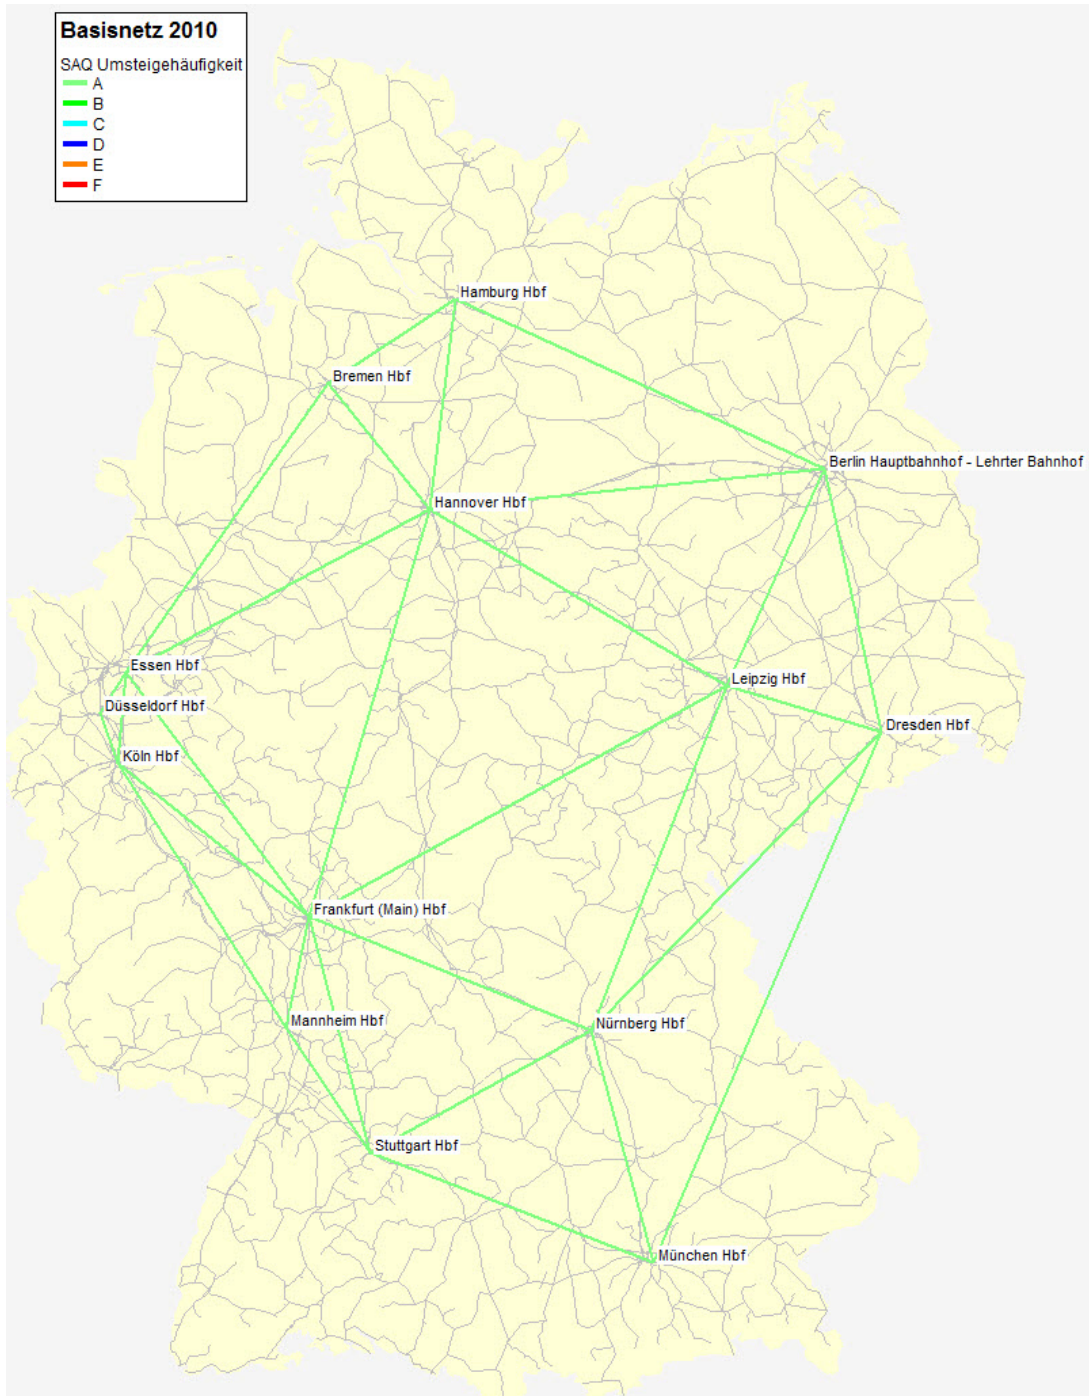 Basisnetz 2010
SAQ Umsteigehäufigkeit
A
B
C
D
E
F
Hamburg Hbf
Bremen Hbf
Berlin Hauptbahnhof - Lehrter Bahnhof
Hannover Hbf
Essen Hbf
Leipzig Hbf
Düsseldorf Hbf
Dresden Hbf
Köln Hbf
Frankfurt (Main) Hbf
Mannheim Hbf
Nürnberg Hbf
Stuttgart Hbf
München Hbf